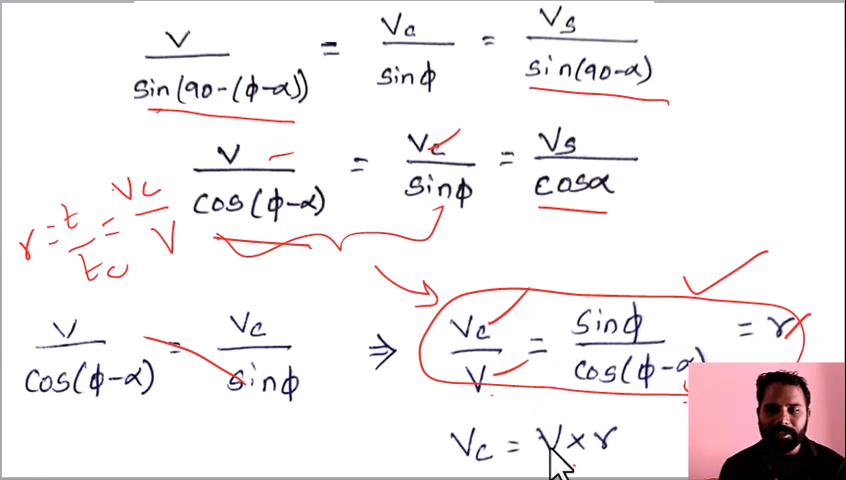 V / sin(90-(ϕ-α)) = Vc / sinϕ = Vs / sin(90-α)
V / cos(ϕ-α) = Vc / sinϕ = Vs / cosα
r = t / tc = Vc / V
V / cos(ϕ-α) = Vc / sinϕ ⇒ Vc / V = sinϕ / cos(ϕ-α) = r
Vc = V × r